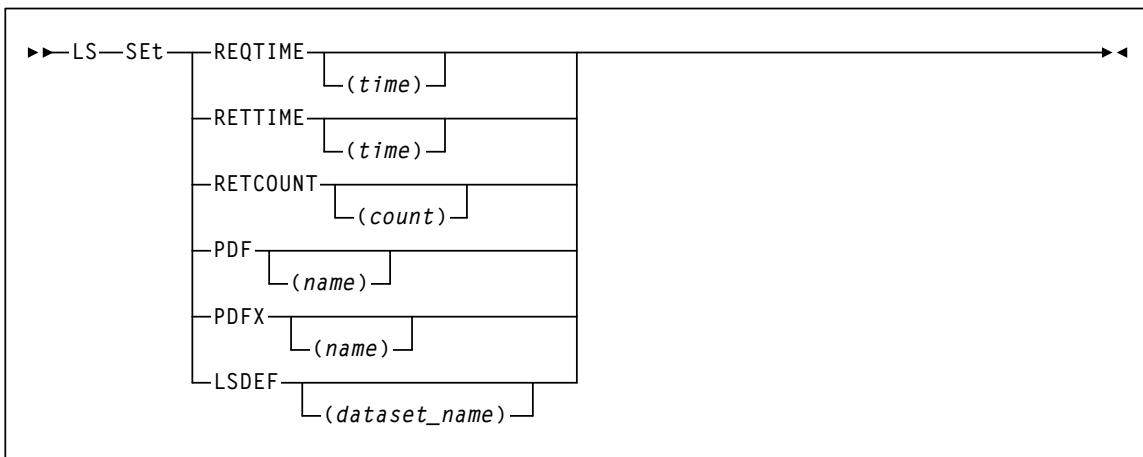 LS SEt REQTIME
(time)
RETTIME
(time)
RETCOUNT
(count)
PDF
(name)
PDFX
(name)
LSDEF
(dataset_name)